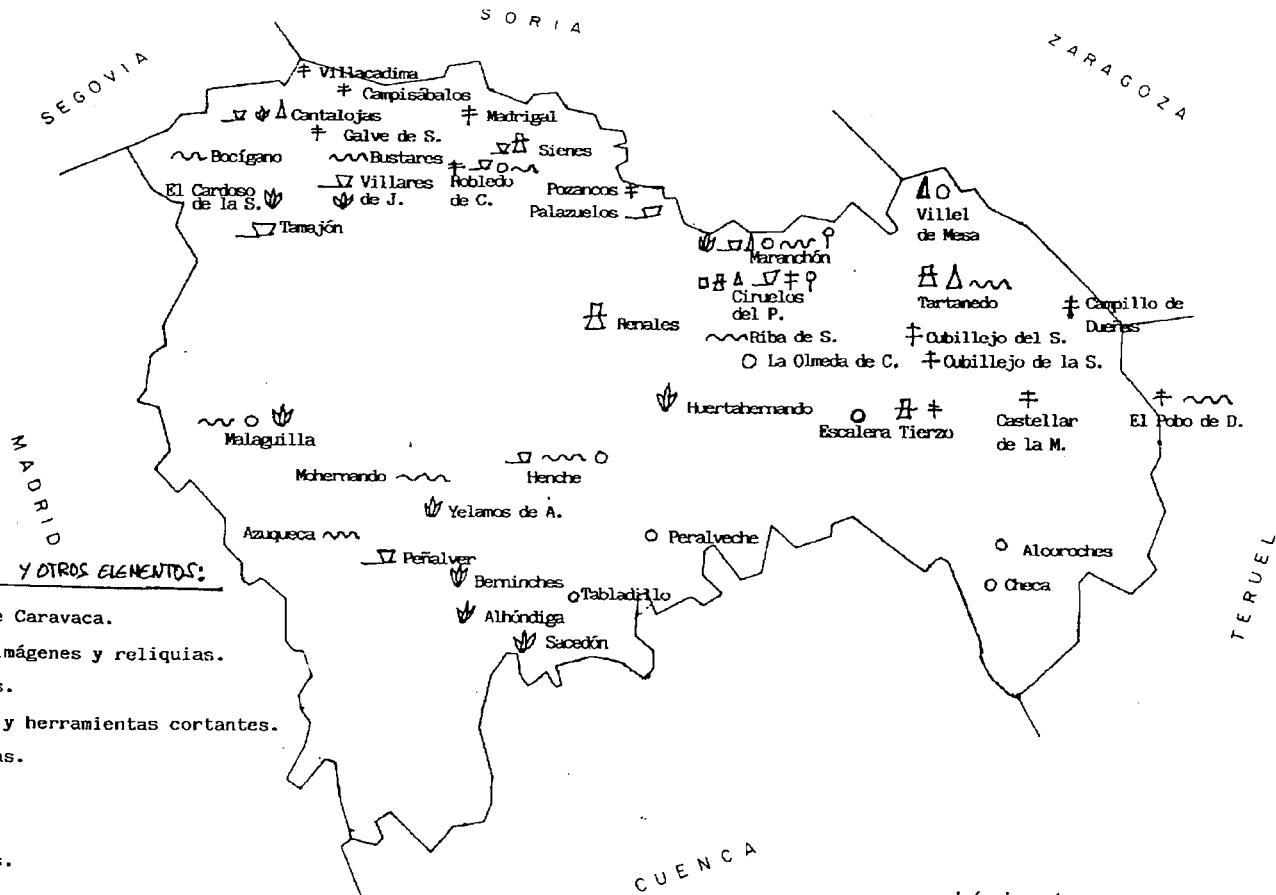 SORIA
SEGOVIA
ZARAGOZA
Villacadima
Campisábalos
Cantalojas
Madrigal
Galve de S.
Sienes
Bocígano
Bustares
El Cardoso
de la S.
Villares
de J.
Robledo
de C.
Pozancos
Palazuelos
Tamajón
Villel
de Mesa
Maranchón
Ciruelos
del P.
Tartanedo
Campillo de
Dueñas
Renales
Riba de S.
Cubillejo del S.
La Olmeda de C.
Cubillejo de la S.
Huertahernando
Escalera
Tierzo
Castellar
de la M.
El Pobo de D.
Malaguilla
MADRID
Mohernando
Henche
Yelamos de A.
Azuqueca
Peñalver
Peralveche
Alcoroches
Checa
TERUEL
Berninches
Tabladillo
Alhóndiga
Sacedón
Y OTROS ELEMENTOS:
Caravaca.
imágenes y reliquias.
y herramientas cortantes.
CUENCA